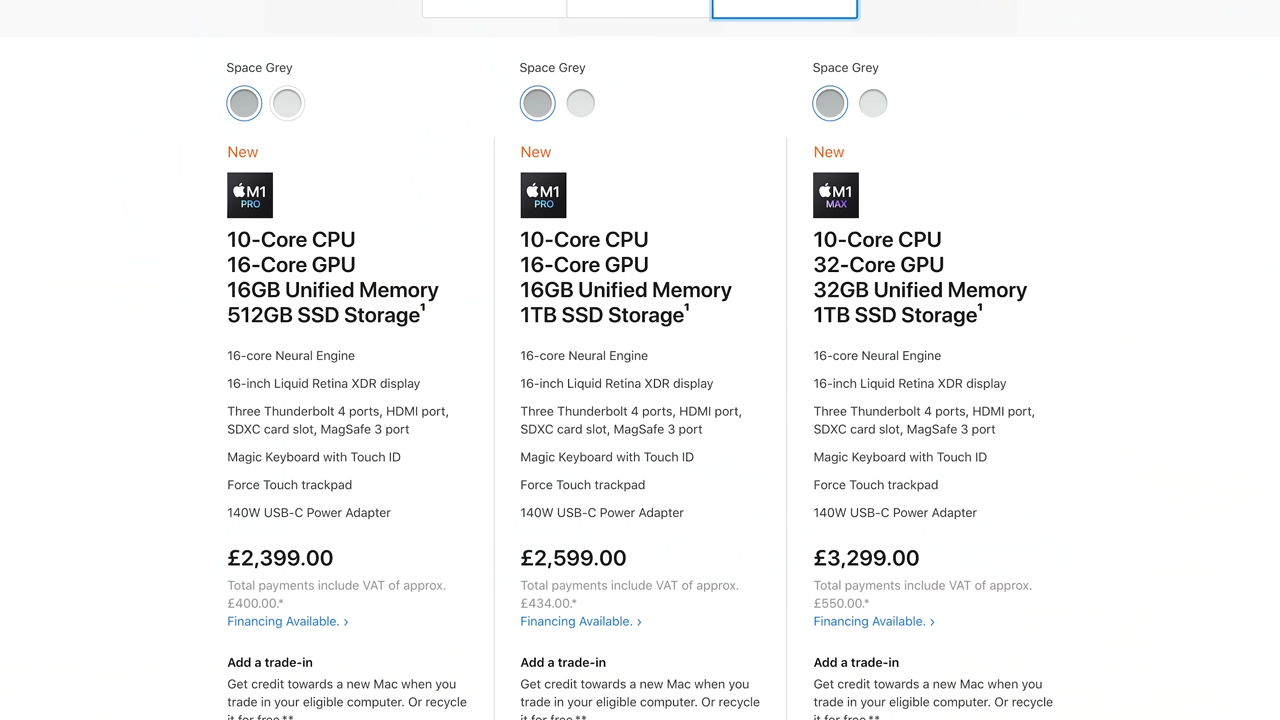 Space Grey
New
M1
PRO
10-Core CPU
16-Core GPU
16GB Unified Memory
512GB SSD Storage¹
16-core Neural Engine
16-inch Liquid Retina XDR display
Three Thunderbolt 4 ports, HDMI port,
SDXC card slot, MagSafe 3 port
Magic Keyboard with Touch ID
Force Touch trackpad
140W USB-C Power Adapter
£2,399.00
Total payments include VAT of approx.
£400.00.*
Financing Available. ›
Add a trade-in
Get credit towards a new Mac when you
trade in your eligible computer. Or recycle
it for free.**
Space Grey
New
M1
PRO
10-Core CPU
16-Core GPU
16GB Unified Memory
1TB SSD Storage¹
16-core Neural Engine
16-inch Liquid Retina XDR display
Three Thunderbolt 4 ports, HDMI port,
SDXC card slot, MagSafe 3 port
Magic Keyboard with Touch ID
Force Touch trackpad
140W USB-C Power Adapter
£2,599.00
Total payments include VAT of approx.
£434.00.*
Financing Available. ›
Add a trade-in
Get credit towards a new Mac when you
trade in your eligible computer. Or recycle
it for free.**
Space Grey
New
M1
MAX
10-Core CPU
32-Core GPU
32GB Unified Memory
1TB SSD Storage¹
16-core Neural Engine
16-inch Liquid Retina XDR display
Three Thunderbolt 4 ports, HDMI port,
SDXC card slot, MagSafe 3 port
Magic Keyboard with Touch ID
Force Touch trackpad
140W USB-C Power Adapter
£3,299.00
Total payments include VAT of approx.
£550.00.*
Financing Available. ›
Add a trade-in
Get credit towards a new Mac when you
trade in your eligible computer. Or recycle
it for free.**